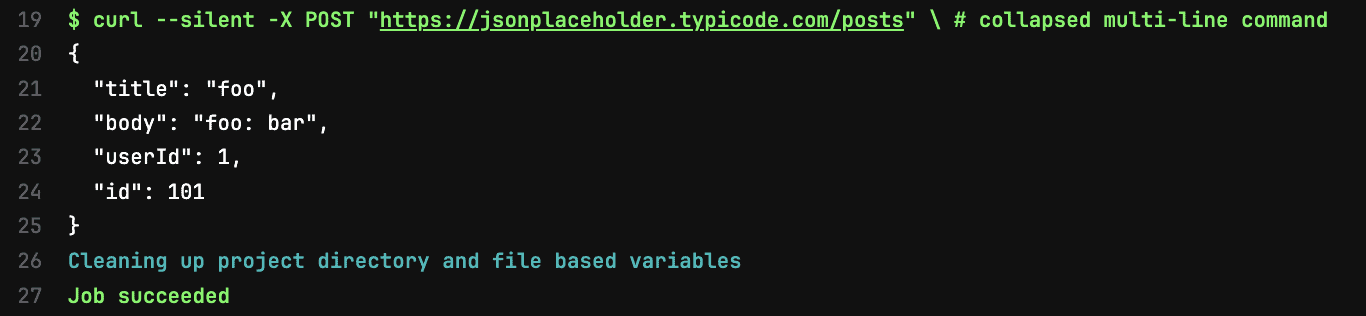 19 $ curl --silent -X POST "https://jsonplaceholder.typicode.com/posts" \ # collapsed multi-line command
20 {
21   "title": "foo",
22   "body": "foo: bar",
23   "userId": 1,
24   "id": 101
25 }
26 Cleaning up project directory and file based variables
27 Job succeeded